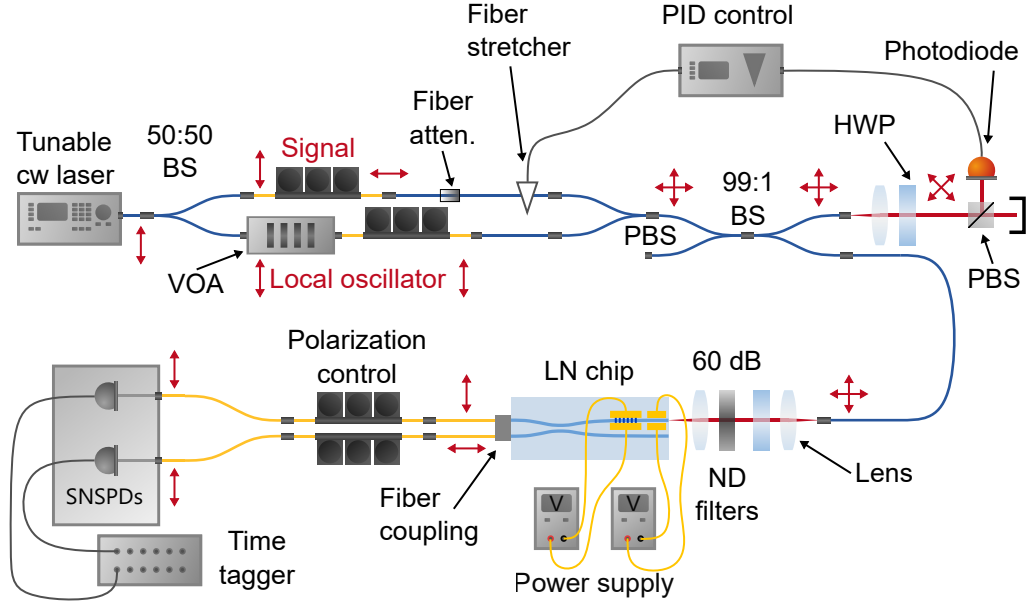 Fiber
stretcher
PID control
Photodiode
Tunable
cw laser
50:50
BS
Signal
Fiber
atten.
HWP
99:1
BS
PBS
VOA
Local oscillator
PBS
Polarization
control
LN chip
60 dB
SNSPDs
Fiber
coupling
V
V
ND
filters
Lens
Time
tagger
Power supply